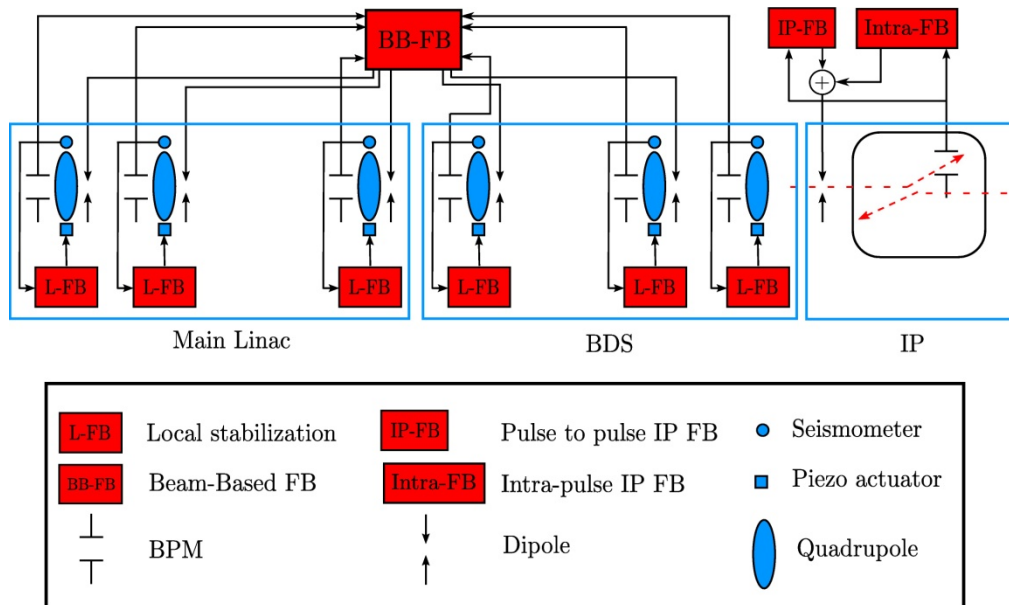 BB-FB
IP-FB
Intra-FB
L-FB
L-FB
L-FB
L-FB
L-FB
L-FB
Main Linac
BDS
IP
L-FB
Local stabilization
IP-FB
Pulse to pulse IP FB
Seismometer
BB-FB
Beam-Based FB
Intra-FB
Intra-pulse IP FB
Piezo actuator
BPM
Dipole
Quadrupole